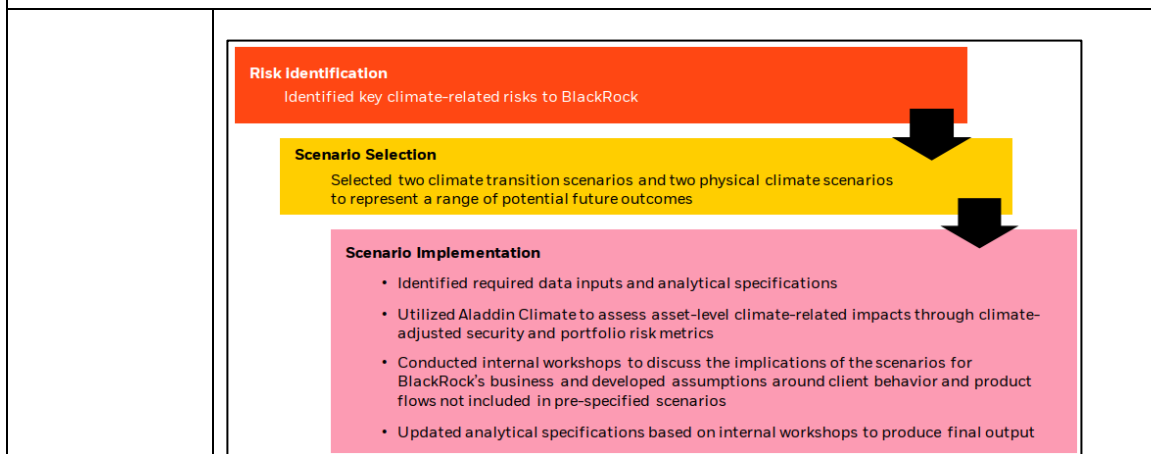 Risk Identification
Identified key climate-related risks to BlackRock
Scenario Selection
Selected two climate transition scenarios and two physical climate scenarios
to represent a range of potential future outcomes
Scenario Implementation
• Identified required data inputs and analytical specifications
• Utilized Aladdin Climate to assess asset-level climate-related impacts through climate-
adjusted security and portfolio risk metrics
• Conducted internal workshops to discuss the implications of the scenarios for
BlackRock's business and developed assumptions around client behavior and product
flows not included in pre-specified scenarios
• Updated analytical specifications based on internal workshops to produce final output